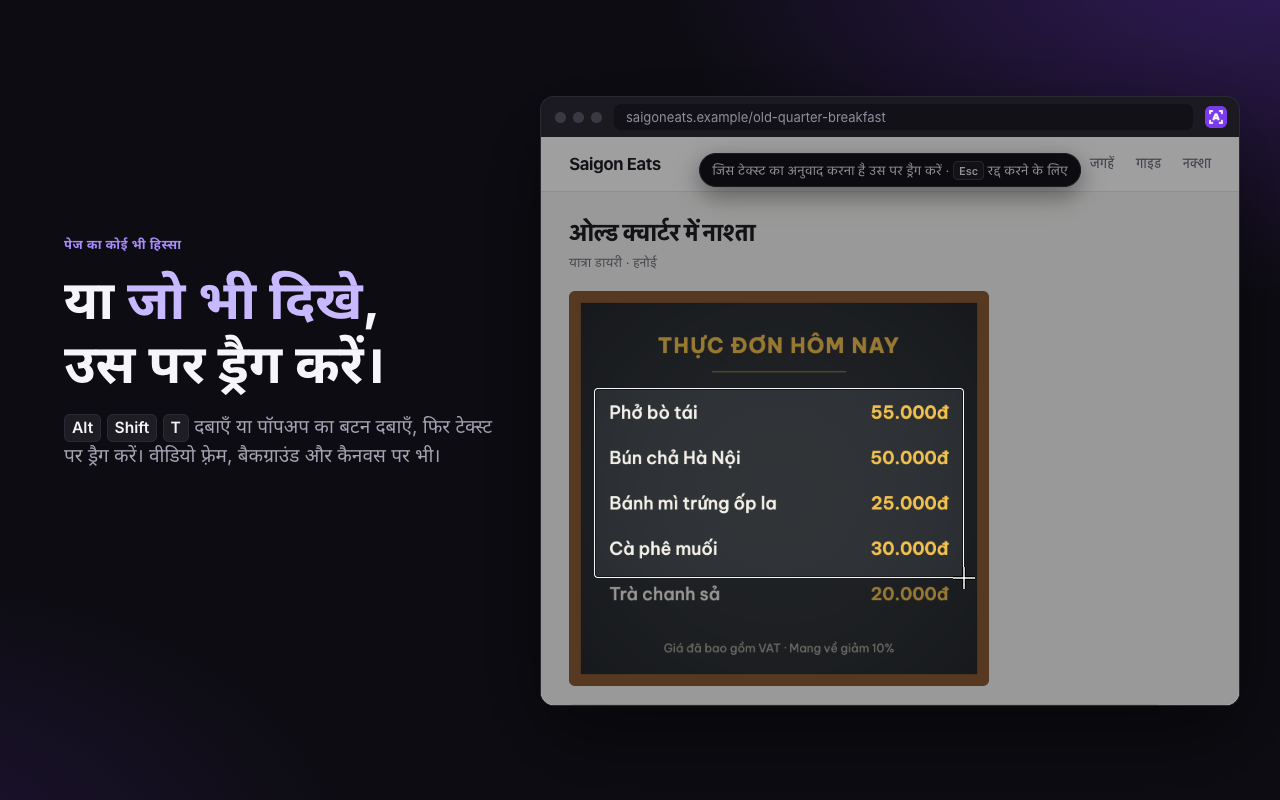 पेज का कोई भी हिस्सा
या जो भी दिखे,
उस पर ड्रैग करें।
Alt Shift T दबाएँ या पॉपअप का बटन दबाएँ, फिर टेक्स्ट
पर ड्रैग करें। वीडियो फ़्रेम, बैकग्राउंड और कैनवस पर भी।
saigoneats.example/old-quarter-breakfast
Saigon Eats
जिस टेक्स्ट का अनुवाद करना है उस पर ड्रैग करें · Esc रद्द करने के लिए
जगहें गाइड नक्शा
ओल्ड क्वार्टर में नाश्ता
यात्रा डायरी · हनोई
THỰC ĐƠN HÔM NAY
Phở bò tái 55.000đ
Bún chả Hà Nội 50.000đ
Bánh mì trứng ốp la 25.000đ
Cà phê muối 30.000đ
Trà chanh sả 20.000đ
Giá đã bao gồm VAT · Mang về giảm 10%